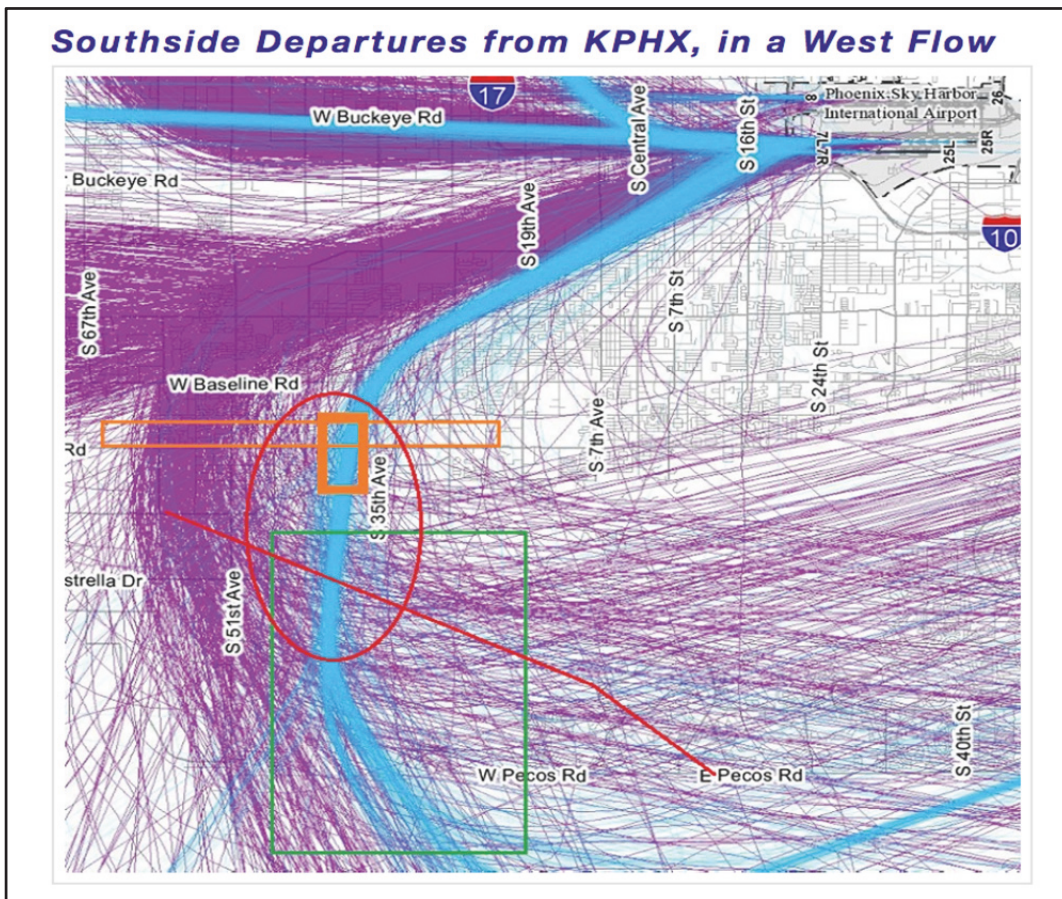 Southside Departures from KPHX, in a West Flow
17
W Buckeye Rd
S Central Ave
S 16th St
8
Phoenix Sky Harbor
International Airport
26
7L
7R
25L
25R
Buckeye Rd
10
S 19th Ave
S 67th Ave
S 7th St
W Baseline Rd
S 24th St
S 7th Ave
Rd
S 35th Ave
strella Dr
S 51st Ave
W Pecos Rd
E Pecos Rd
S 40th St